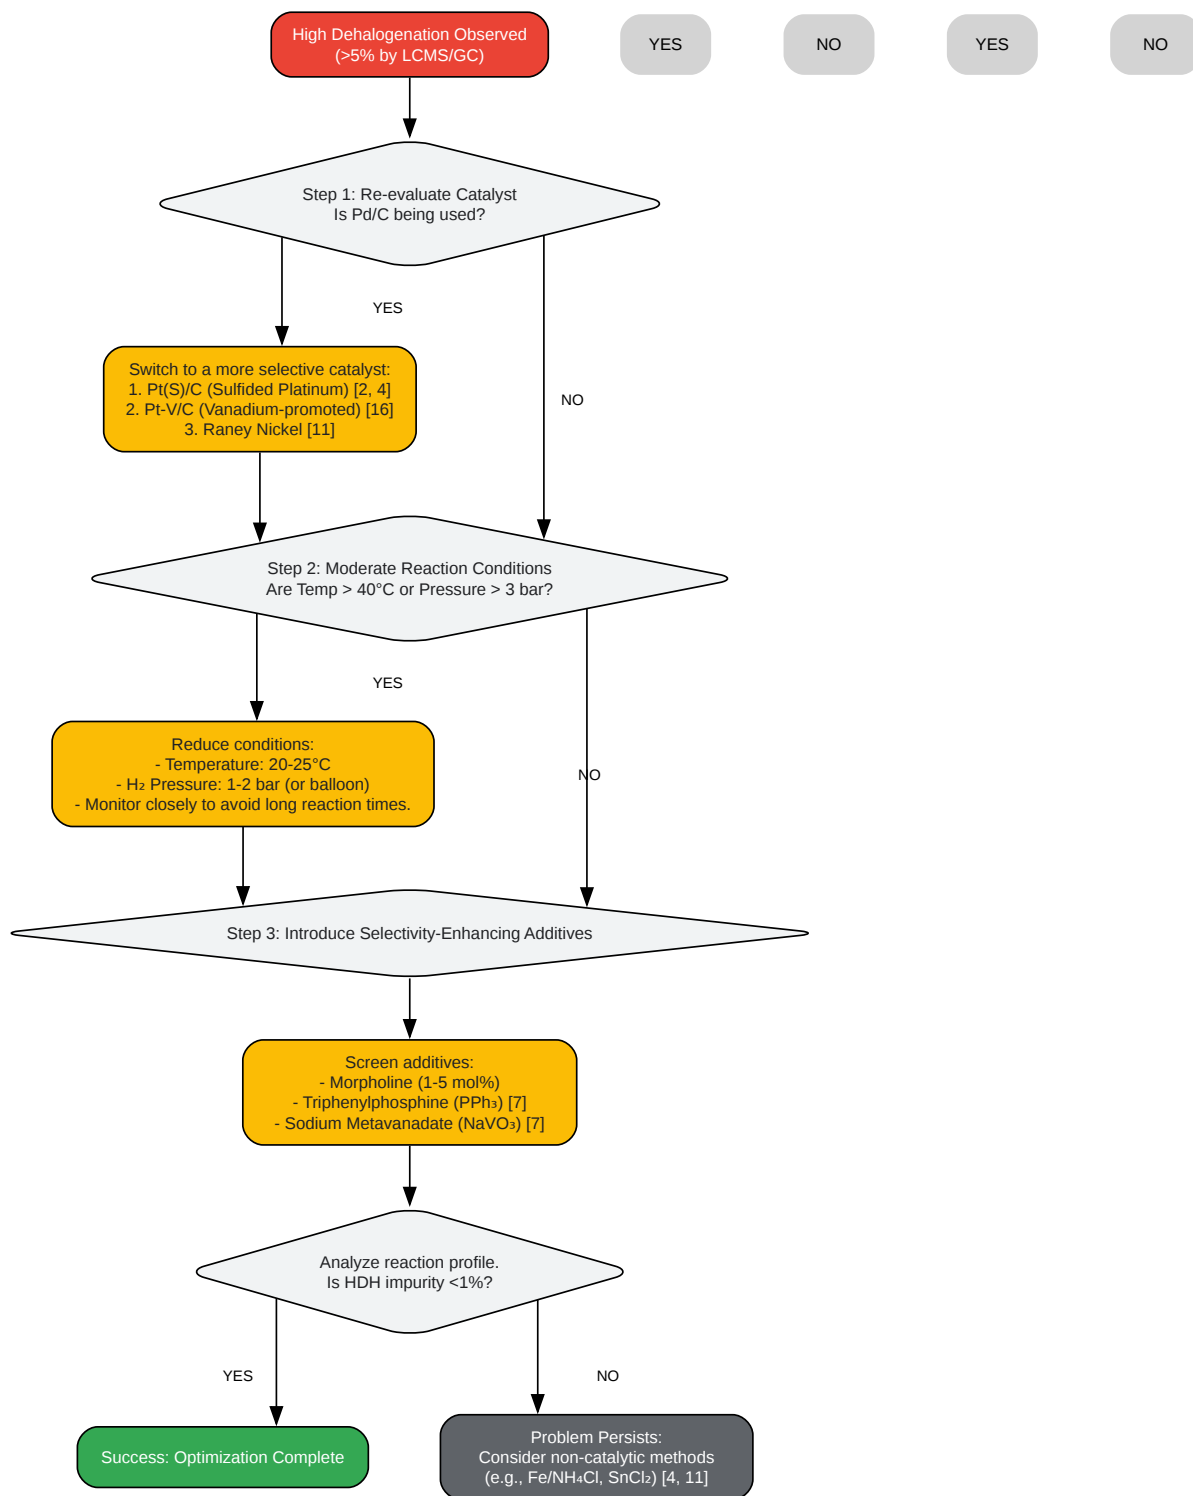 High Dehalogenation Observed
(>5% by LCMS/GC)
YES
NO
YES
NO
Step 1: Re-evaluate Catalyst
Is Pd/C being used?
YES
Switch to a more selective catalyst:
1. Pt(S)/C (Sulfided Platinum) [2, 4]
2. Pt-V/C (Vanadium-promoted) [16]
3. Raney Nickel [11]
NO
Step 2: Moderate Reaction Conditions
Are Temp > 40°C or Pressure > 3 bar?
YES
Reduce conditions:
- Temperature: 20-25°C
- H₂ Pressure: 1-2 bar (or balloon)
- Monitor closely to avoid long reaction times.
NO
Step 3: Introduce Selectivity-Enhancing Additives
Screen additives:
- Morpholine (1-5 mol%)
- Triphenylphosphine (PPh₃) [7]
- Sodium Metavanadate (NaVO₃) [7]
Analyze reaction profile.
Is HDH impurity <1%?
YES
NO
Success: Optimization Complete
Problem Persists:
Consider non-catalytic methods
(e.g., Fe/NH₄Cl, SnCl₂) [4, 11]